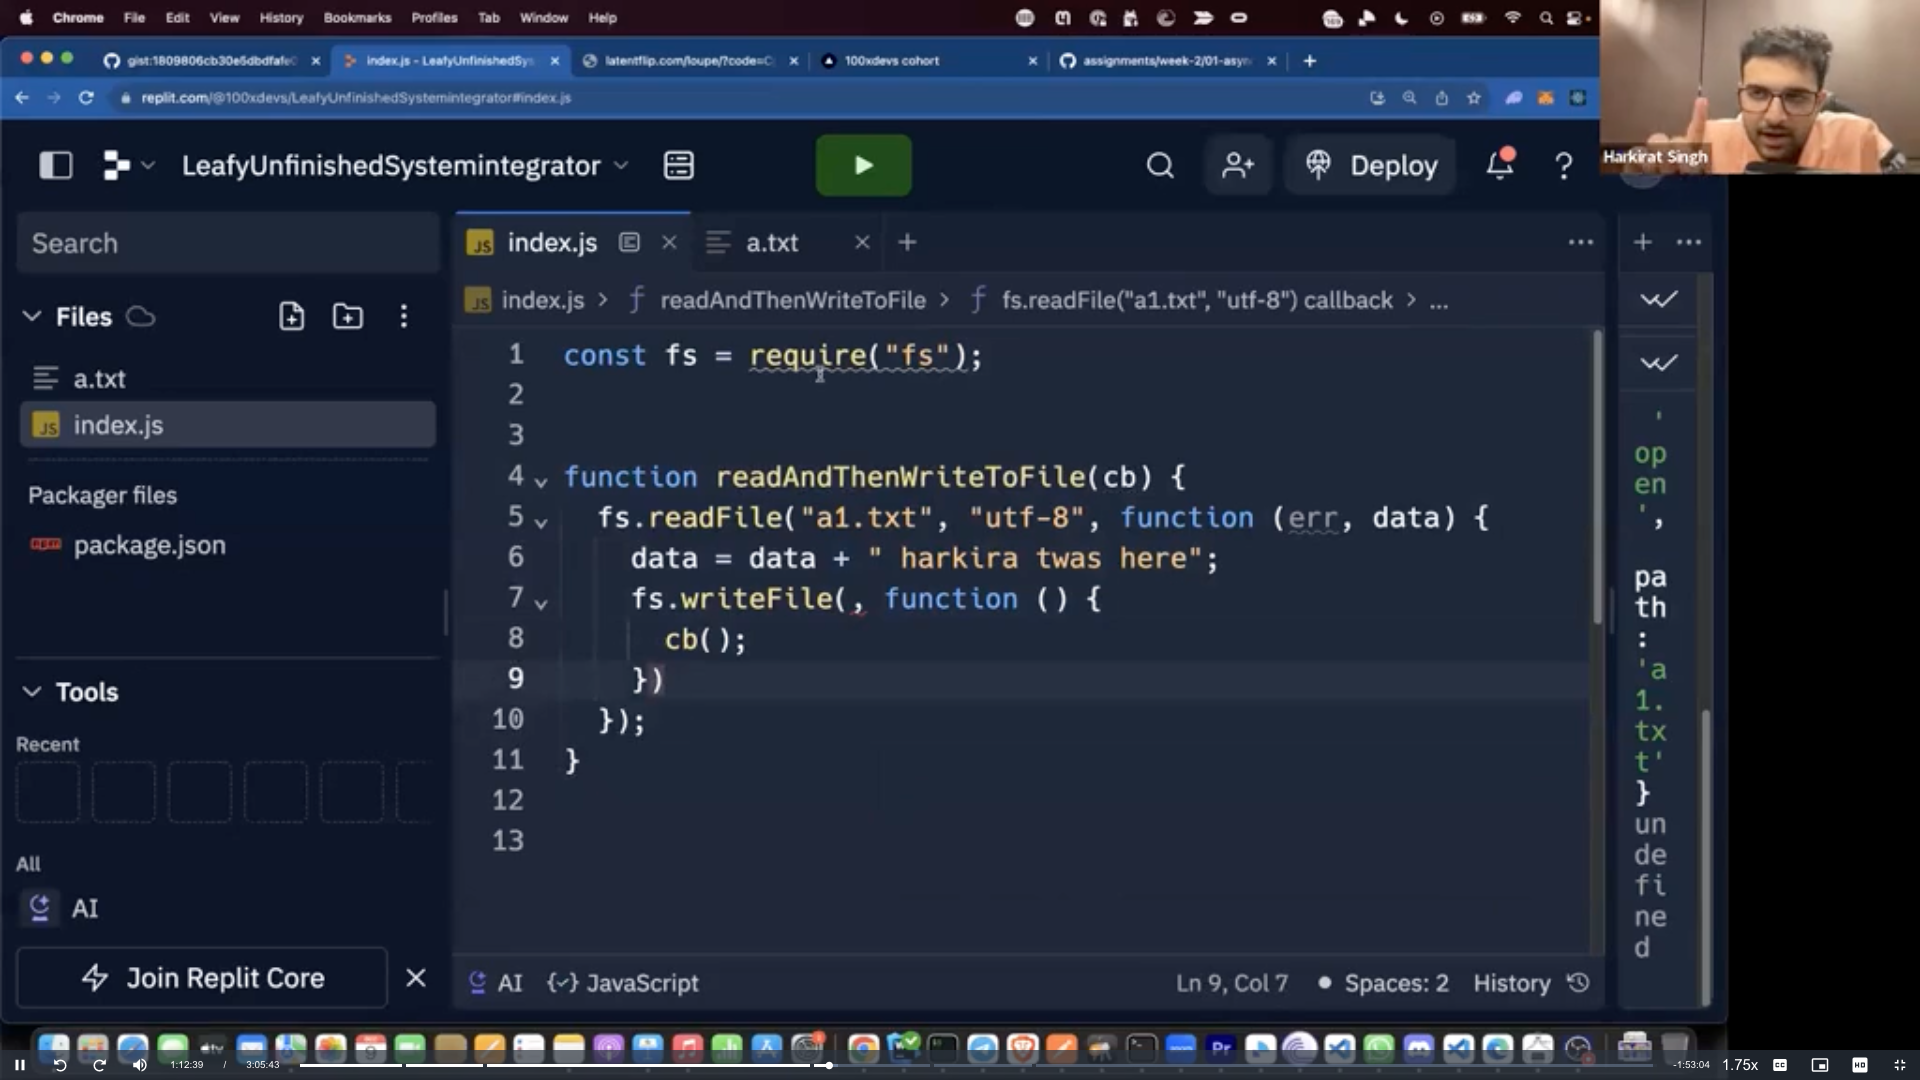 Chrome File Edit View History Bookmarks Profiles Tab Window Help
gist:1809806cb30e5dbdfafe
index.js - LeafyUnfinishedSys
latentflip.com/loupe/?code=C
100xdevs cohort
assignments/week-2/01-asyn
replit.com/@100xdevs/LeafyUnfinishedSystemintegrator#index.js
Harkirat Singh
LeafyUnfinishedSystemintegrator
Deploy
Search
index.js
a.txt
Files
index.js > readAndThenWriteToFile > fs.readFile("a1.txt", "utf-8") callback > ...
a.txt
index.js
Packager files
package.json
Tools
Recent
All
AI
Join Replit Core
1 const fs = require("fs");
2
3
4 function readAndThenWriteToFile(cb) {
5 fs.readFile("a1.txt", "utf-8", function (err, data) {
6 data = data + " harkira twas here";
7 fs.writeFile(, function () {
8 cb();
9 })
10 });
11 }
12
13
'
op
en
',
pa
th
:
'a
1.
tx
t'
}
un
de
fi
ne
d
AI {} JavaScript
Ln 9, Col 7 Spaces: 2 History
1:12:39 / 3:05:43
-1:53:04 1.75x CC HD